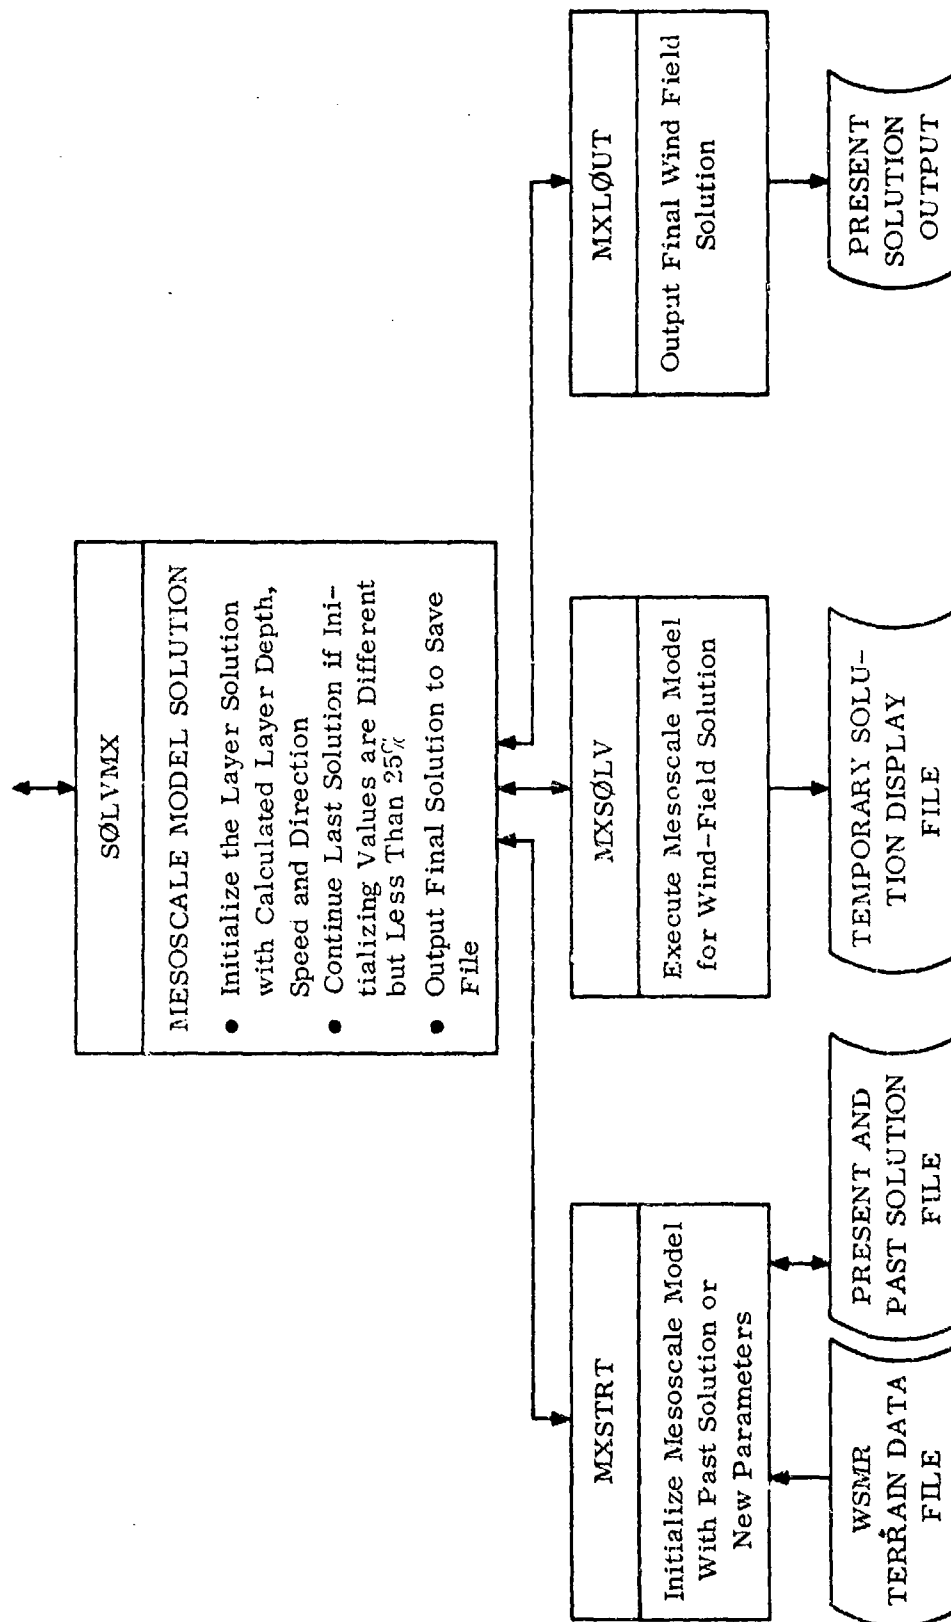 SØLVMX
MESOSCALE MODEL SOLUTION
● Initialize the Layer Solution
with Calculated Layer Depth,
Speed and Direction
● Continue Last Solution if Ini-
tializing Values are Different
but Less Than 25%
● Output Final Solution to Save
File
MXSTRT
Initialize Mesoscale Model
With Past Solution or
New Parameters
MXSØLV
Execute Mesoscale Model
for Wind-Field Solution
MXLØUT
Output Final Wind Field
Solution
WSMR
TERRAIN DATA
FILE
PRESENT AND
PAST SOLUTION
FILE
TEMPORARY SOLU-
TION DISPLAY
FILE
PRESENT
SOLUTION
OUTPUT